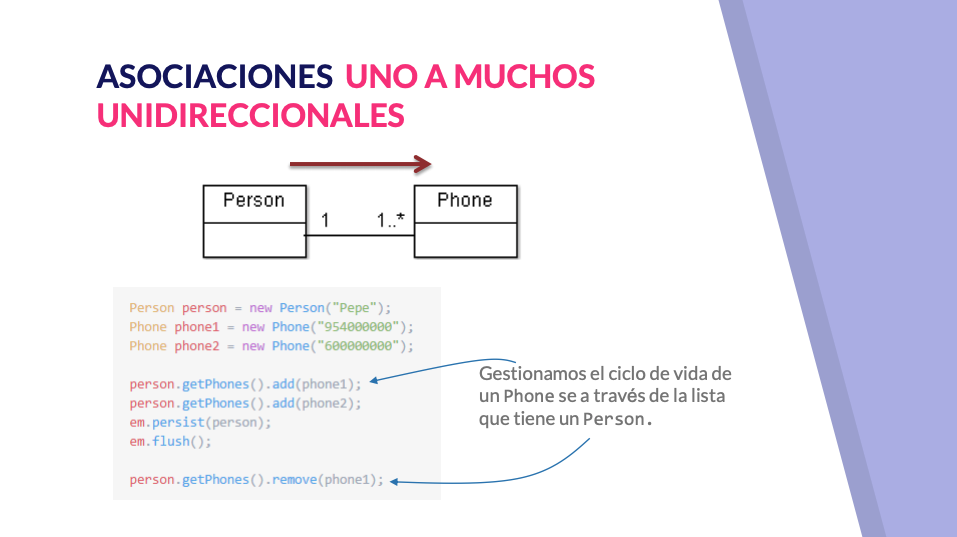 ASOCIACIONES UNO A MUCHOS
UNIDIRECCIONALES
Person
Phone
1
1..*
Person person = new Person("Pepe");
Phone phone1 = new Phone("954000000");
Phone phone2 = new Phone("600000000");
person.getPhones().add(phone1);
person.getPhones().add(phone2);
em.persist(person);
em.flush();
person.getPhones().remove(phone1);
Gestionamos el ciclo de vida de
un Phone se a través de la lista
que tiene un Person.